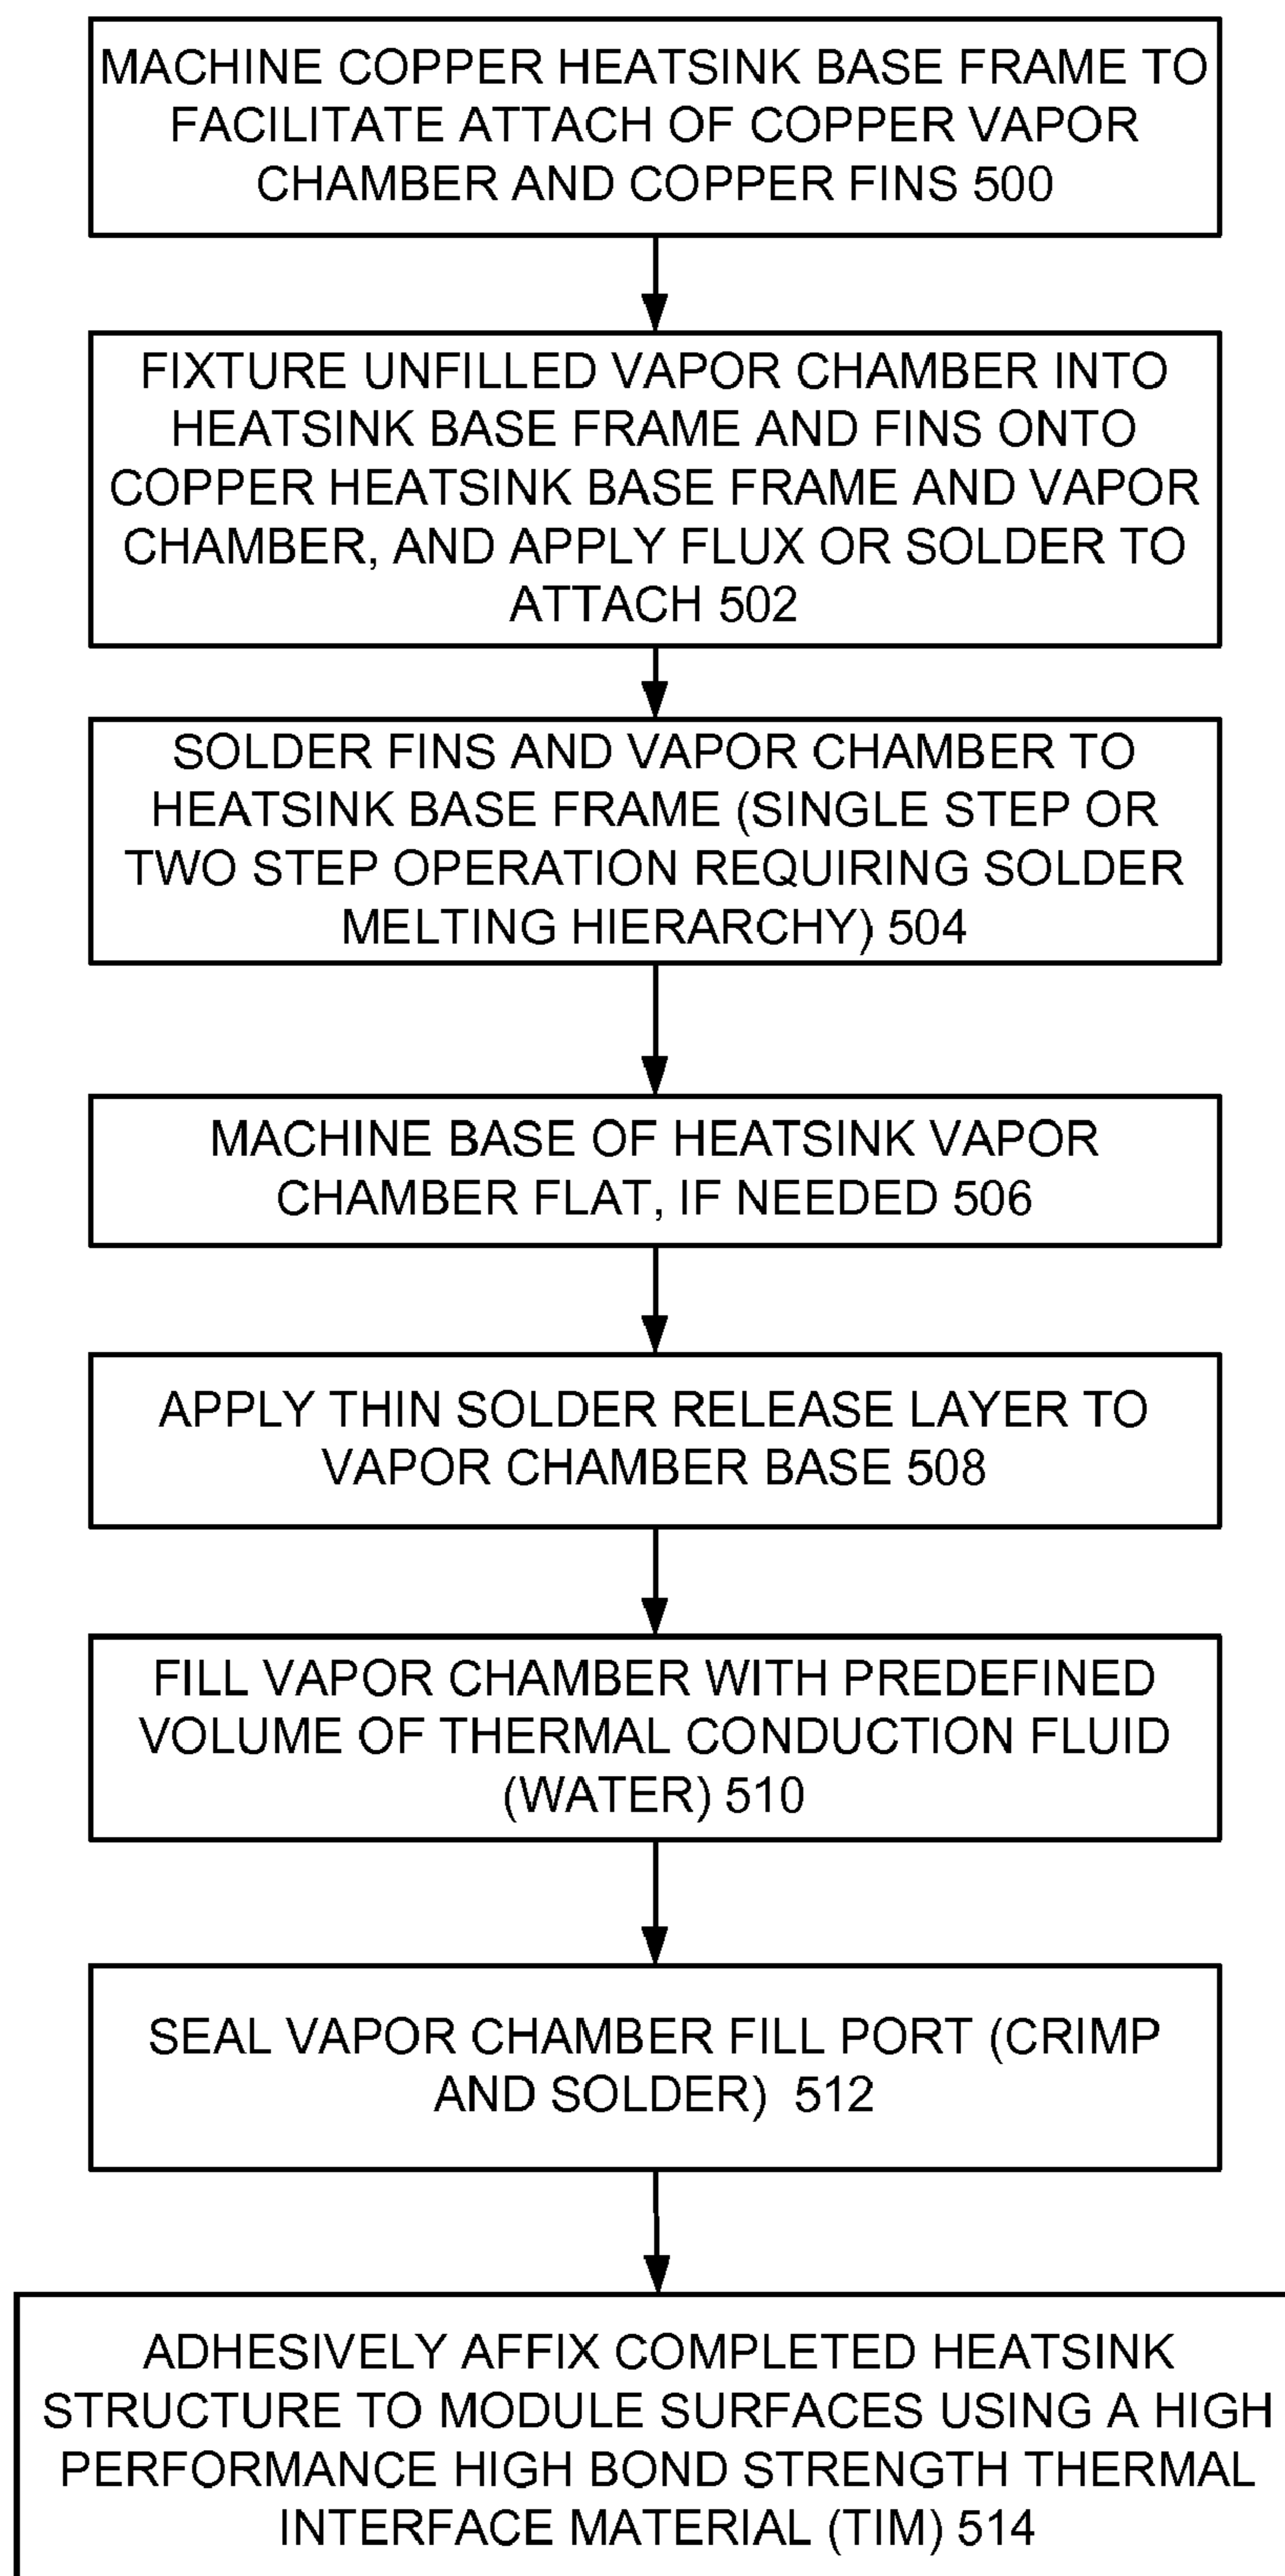 MACHINE COPPER HEATSINK BASE FRAME TO
FACILITATE ATTACH OF COPPER VAPOR
CHAMBER AND COPPER FINS 500
FIXTURE UNFILLED VAPOR CHAMBER INTO
HEATSINK BASE FRAME AND FINS ONTO
COPPER HEATSINK BASE FRAME AND VAPOR
CHAMBER, AND APPLY FLUX OR SOLDER TO
ATTACH 502
SOLDER FINS AND VAPOR CHAMBER TO
HEATSINK BASE FRAME (SINGLE STEP OR
TWO STEP OPERATION REQUIRING SOLDER
MELTING HIERARCHY) 504
MACHINE BASE OF HEATSINK VAPOR
CHAMBER FLAT, IF NEEDED 506
APPLY THIN SOLDER RELEASE LAYER TO
VAPOR CHAMBER BASE 508
FILL VAPOR CHAMBER WITH PREDEFINED
VOLUME OF THERMAL CONDUCTION FLUID
(WATER) 510
SEAL VAPOR CHAMBER FILL PORT (CRIMP
AND SOLDER) 512
ADHESIVELY AFFIX COMPLETED HEATSINK
STRUCTURE TO MODULE SURFACES USING A HIGH
PERFORMANCE HIGH BOND STRENGTH THERMAL
INTERFACE MATERIAL (TIM) 514